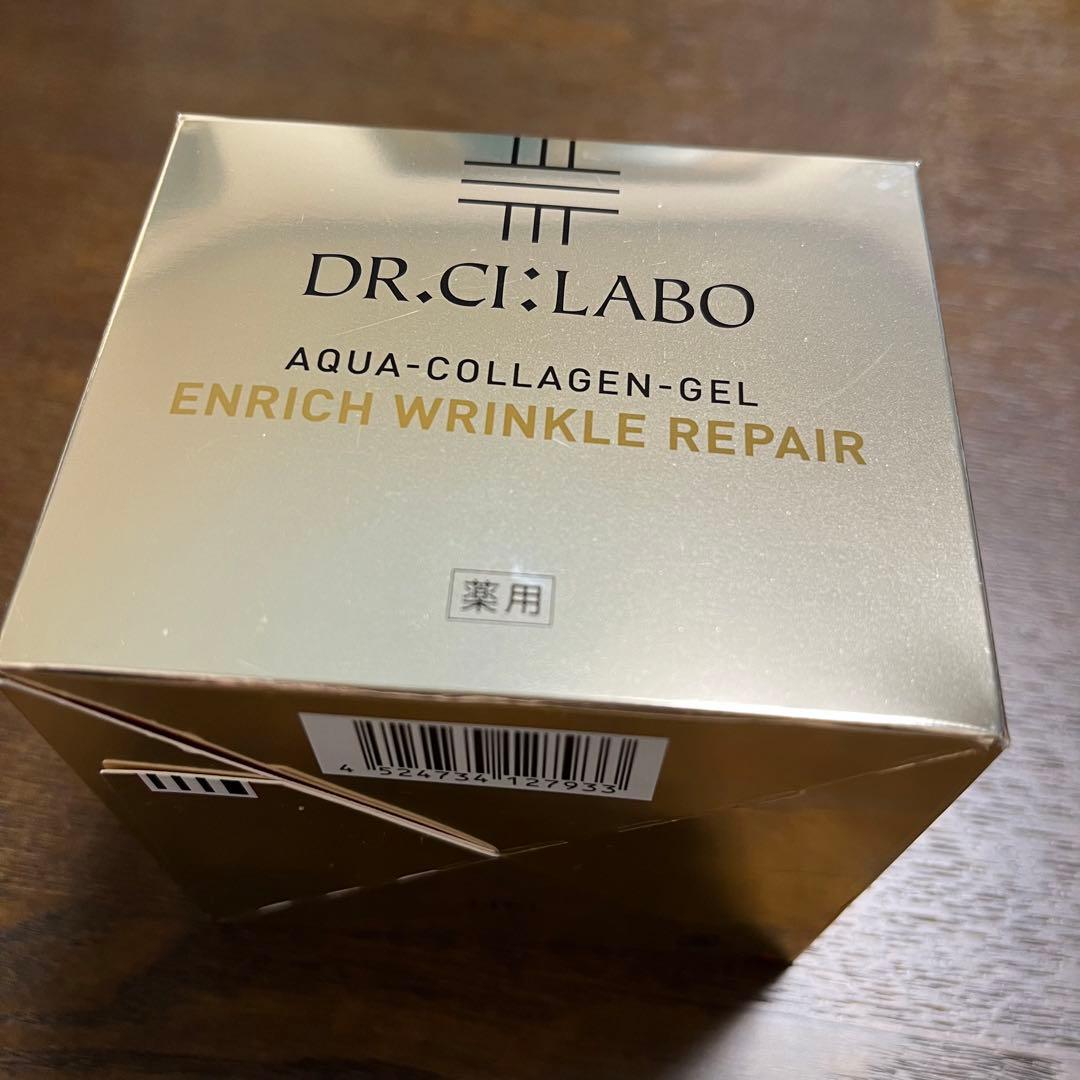 DR.CI:LABO
AQUA-COLLAGEN-GEL
ENRICH WRINKLE REPAIR
薬用
4 524734 127933